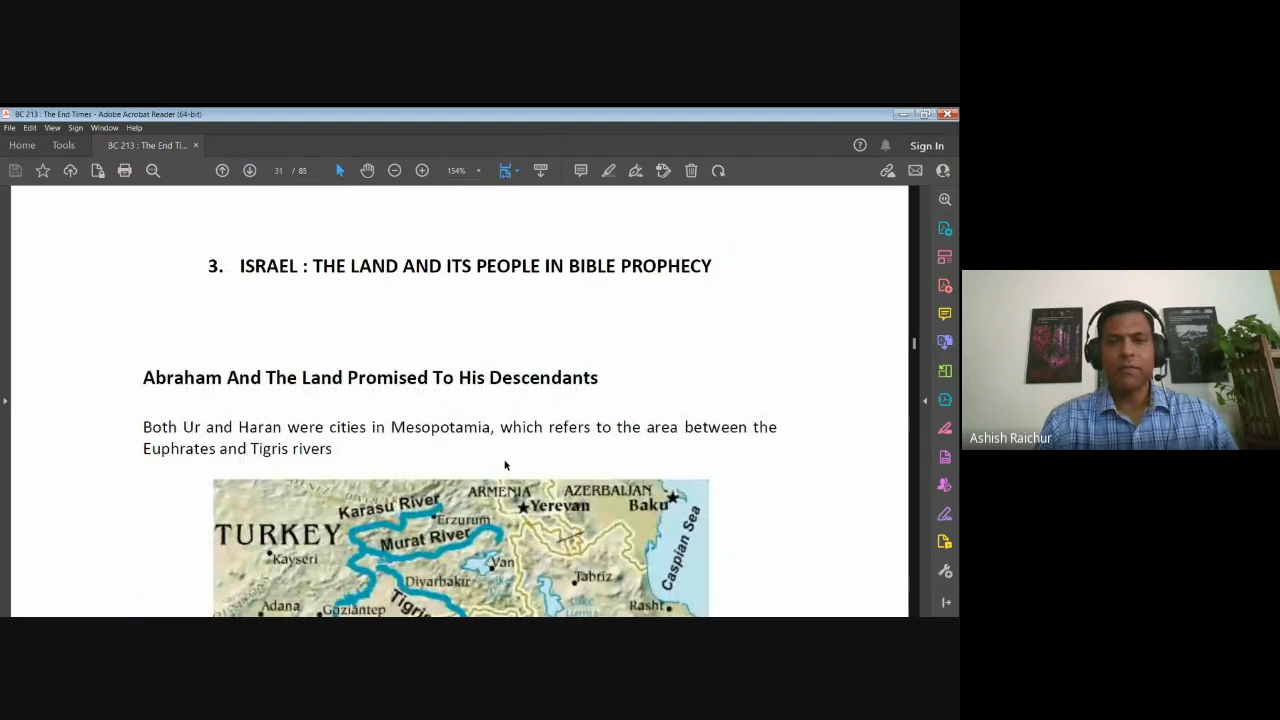 BC 213 : The End Times - Adobe Acrobat Reader (64-bit)
File Edit View Sign Window Help
Home Tools BC 213 : The End Ti... × Sign In
31 / 85 154%
3. ISRAEL : THE LAND AND ITS PEOPLE IN BIBLE PROPHECY
Abraham And The Land Promised To His Descendants
Both Ur and Haran were cities in Mesopotamia, which refers to the area between the
Euphrates and Tigris rivers
ARMENIA AZERBAIJAN
Karasu River Yerevan Baku
TURKEY Erzurum
Murat River
Kayseri Van
Caspian Sea
Diyarbakır Tabriz
Adana Gaziantep Tigris Rasht
Ashish Raichur